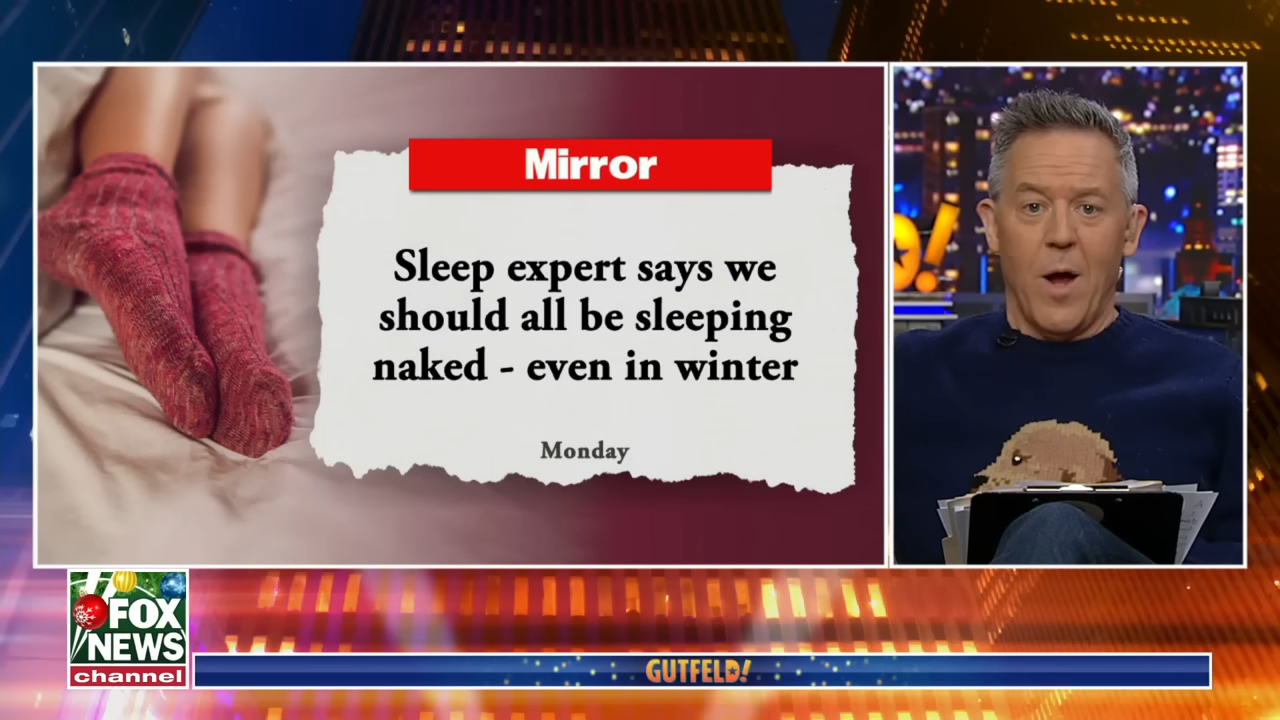 Mirror
Sleep expert says we
should all be sleeping
naked - even in winter
Monday
FOX
NEWS
channel
GUTFELD!